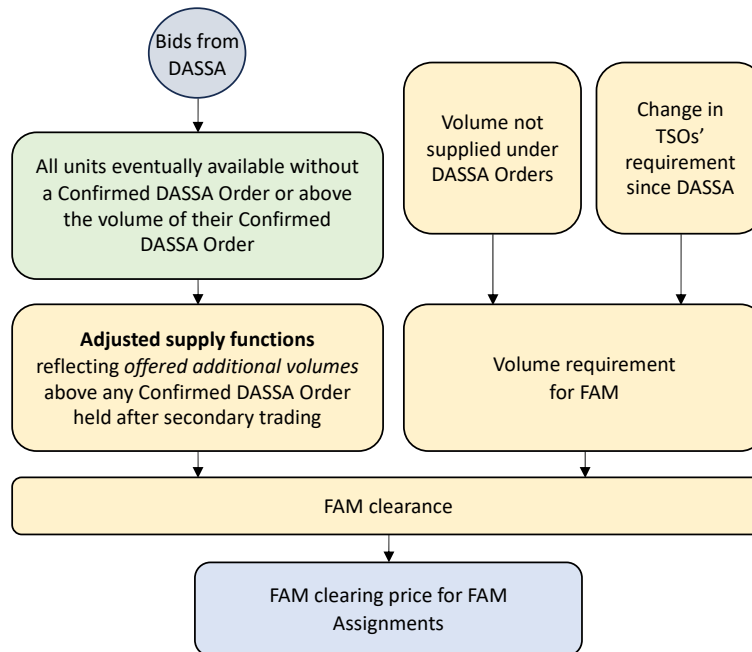 Bids from
DASSA
All units eventually available without
a Confirmed DASSA Order or above
the volume of their Confirmed
DASSA Order
Volume not
supplied under
DASSA Orders
Change in
TSOs’
requirement
since DASSA
Adjusted supply functions
reflecting offered additional volumes
above any Confirmed DASSA Order
held after secondary trading
Volume requirement
for FAM
FAM clearance
FAM clearing price for FAM
Assignments